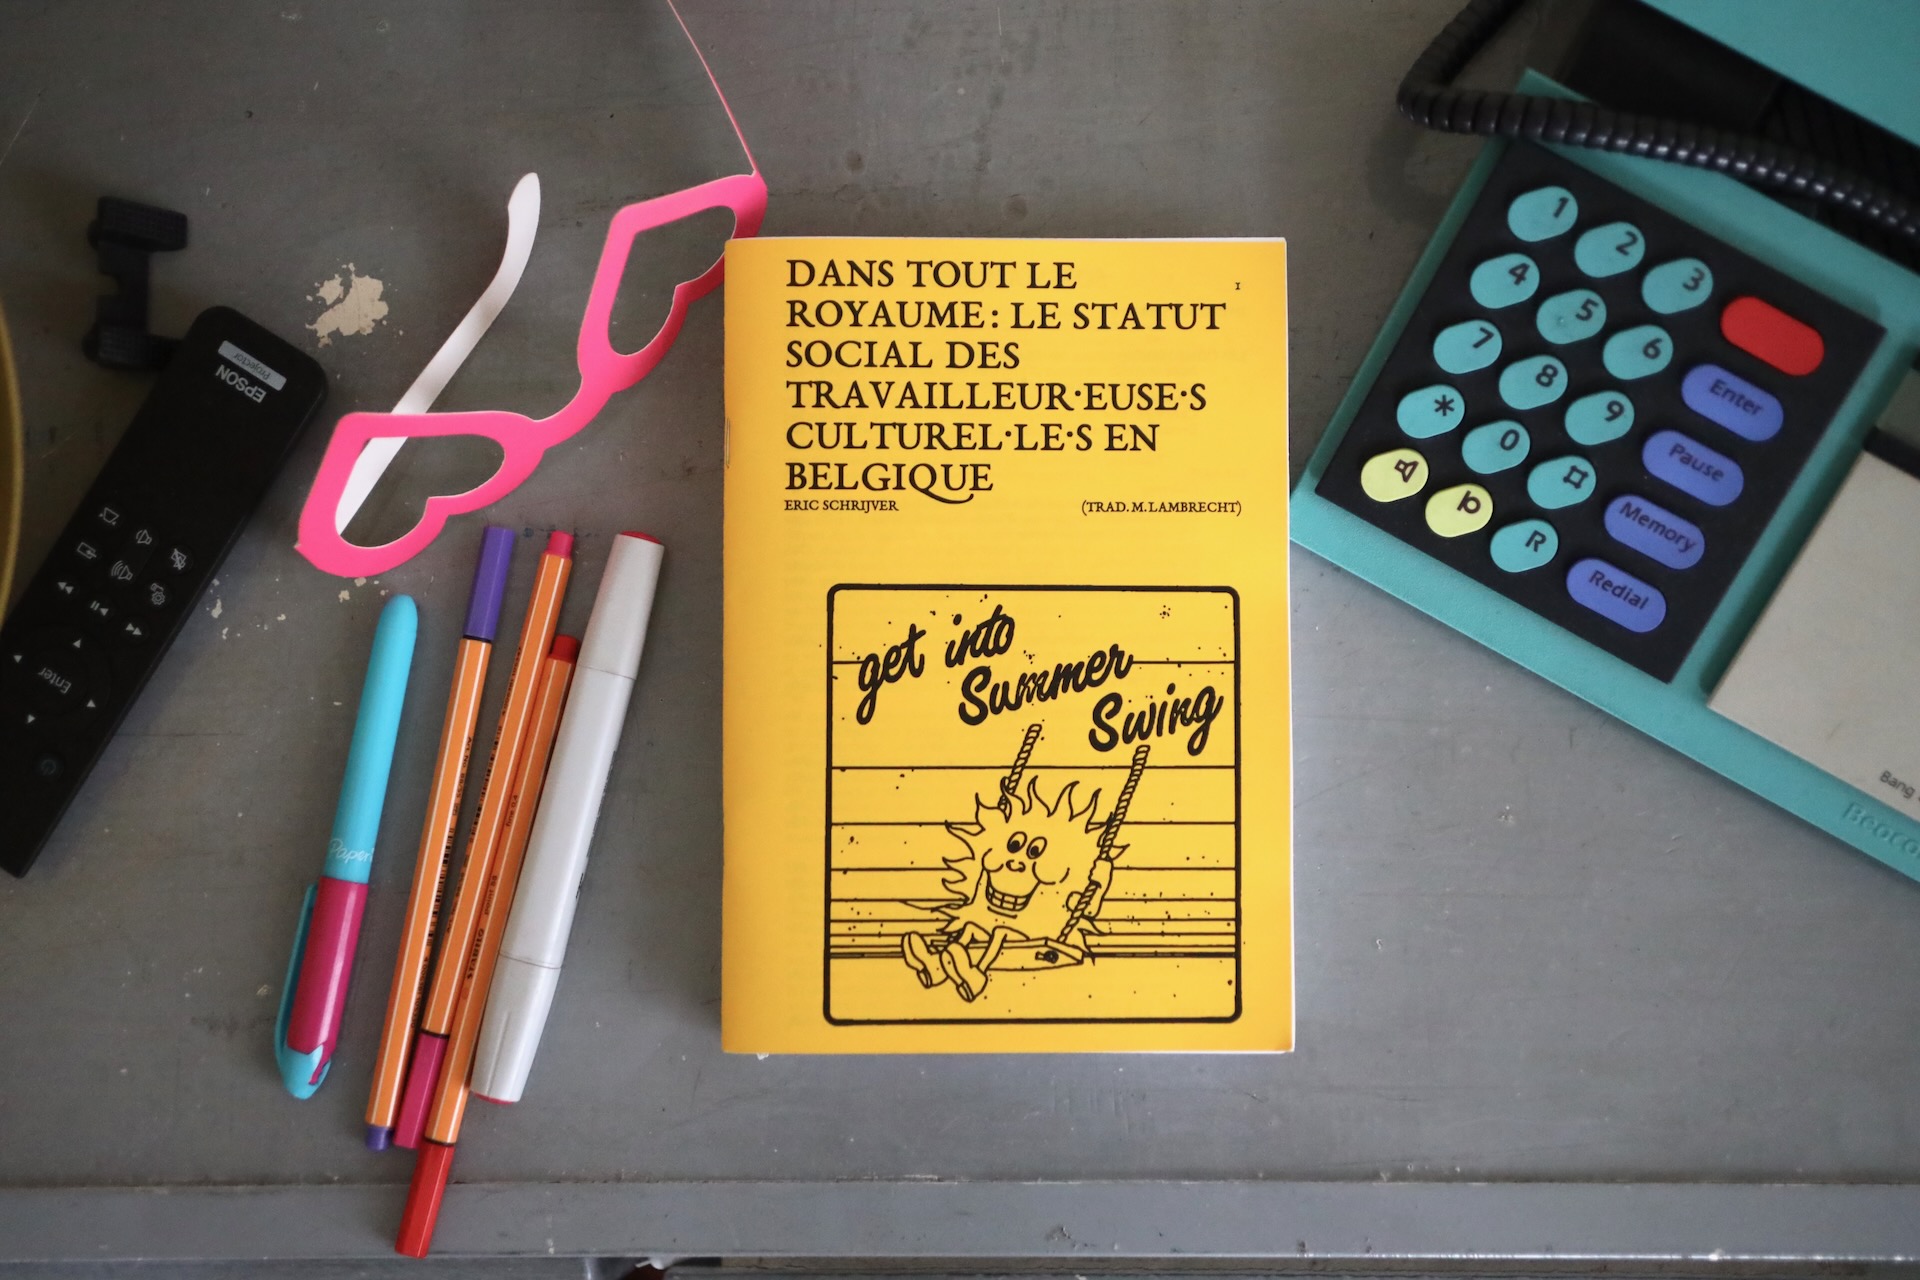 DANS TOUT LE
ROYAUME : LE STATUT
SOCIAL DES
TRAVAILLEUR·EUSE·S
CULTUREL·LE·S EN
BELGIQUE
1
ERIC SCHRIJVER
(TRAD. M. LAMBRECHT)
get into
Summer
Swing
EPSON
Projector
Enter
1
2
3
4
5
6
7
8
9
*
0
p
R
Enter
Pause
Memory
Redial
Bang